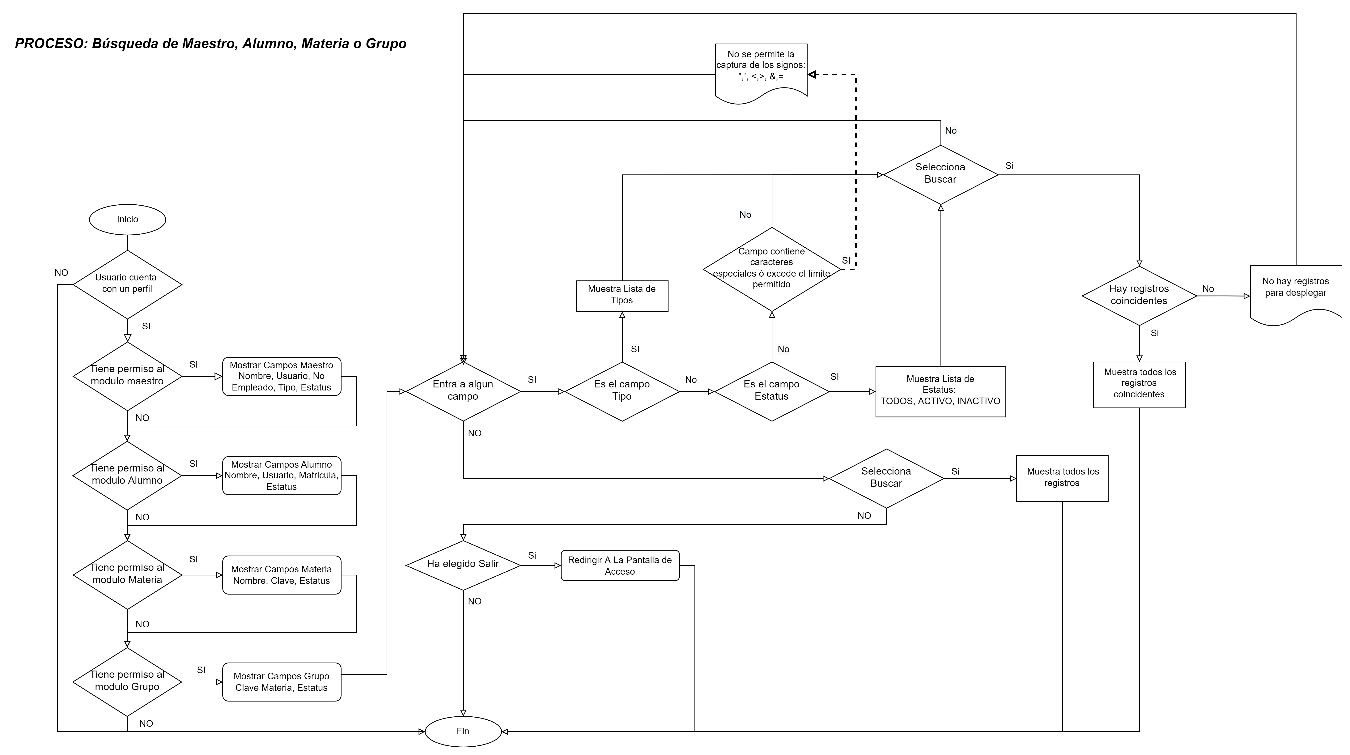 PROCESO: Búsqueda de Maestro, Alumno, Materia o Grupo
Inicio
NO
Usuario cuenta
con un perfil
SI
Tiene permiso al
modulo maestro
SI
Mostrar Campos Maestro
Nombre, Usuario, No
Empleado, Tipo, Estatus
NO
Tiene permiso al
modulo Alumno
SI
Mostrar Campos Alumno
Nombre, Usuario, Matricula,
Estatus
NO
Tiene permiso al
modulo Materia
SI
Mostrar Campos Materia
Nombre. Clave, Estatus
NO
Tiene permiso al
modulo Grupo
SI
Mostrar Campos Grupo
Clave Materia, Estatus
NO
Entra a algun
campo
SI
NO
Es el campo
Tipo
SI
No
Muestra Lista de
Tipos
Es el campo
Estatus
No
SI
Campo contiene
caracteres
especiales ó excede el limite
permitido
No
SI
No se permite la
captura de los signos:
",', <,>, &,=
Muestra Lista de
Estatus:
TODOS, ACTIVO, INACTIVO
Selecciona
Buscar
No
Si
Hay registros
coincidentes
No
No hay registros
para desplegar
Si
Muestra todos los
registros
coincidentes
Selecciona
Buscar
Si
Muestra todos los
registros
NO
Ha elegido Salir
Si
Redirigir A La Pantalla de
Acceso
NO
Fin